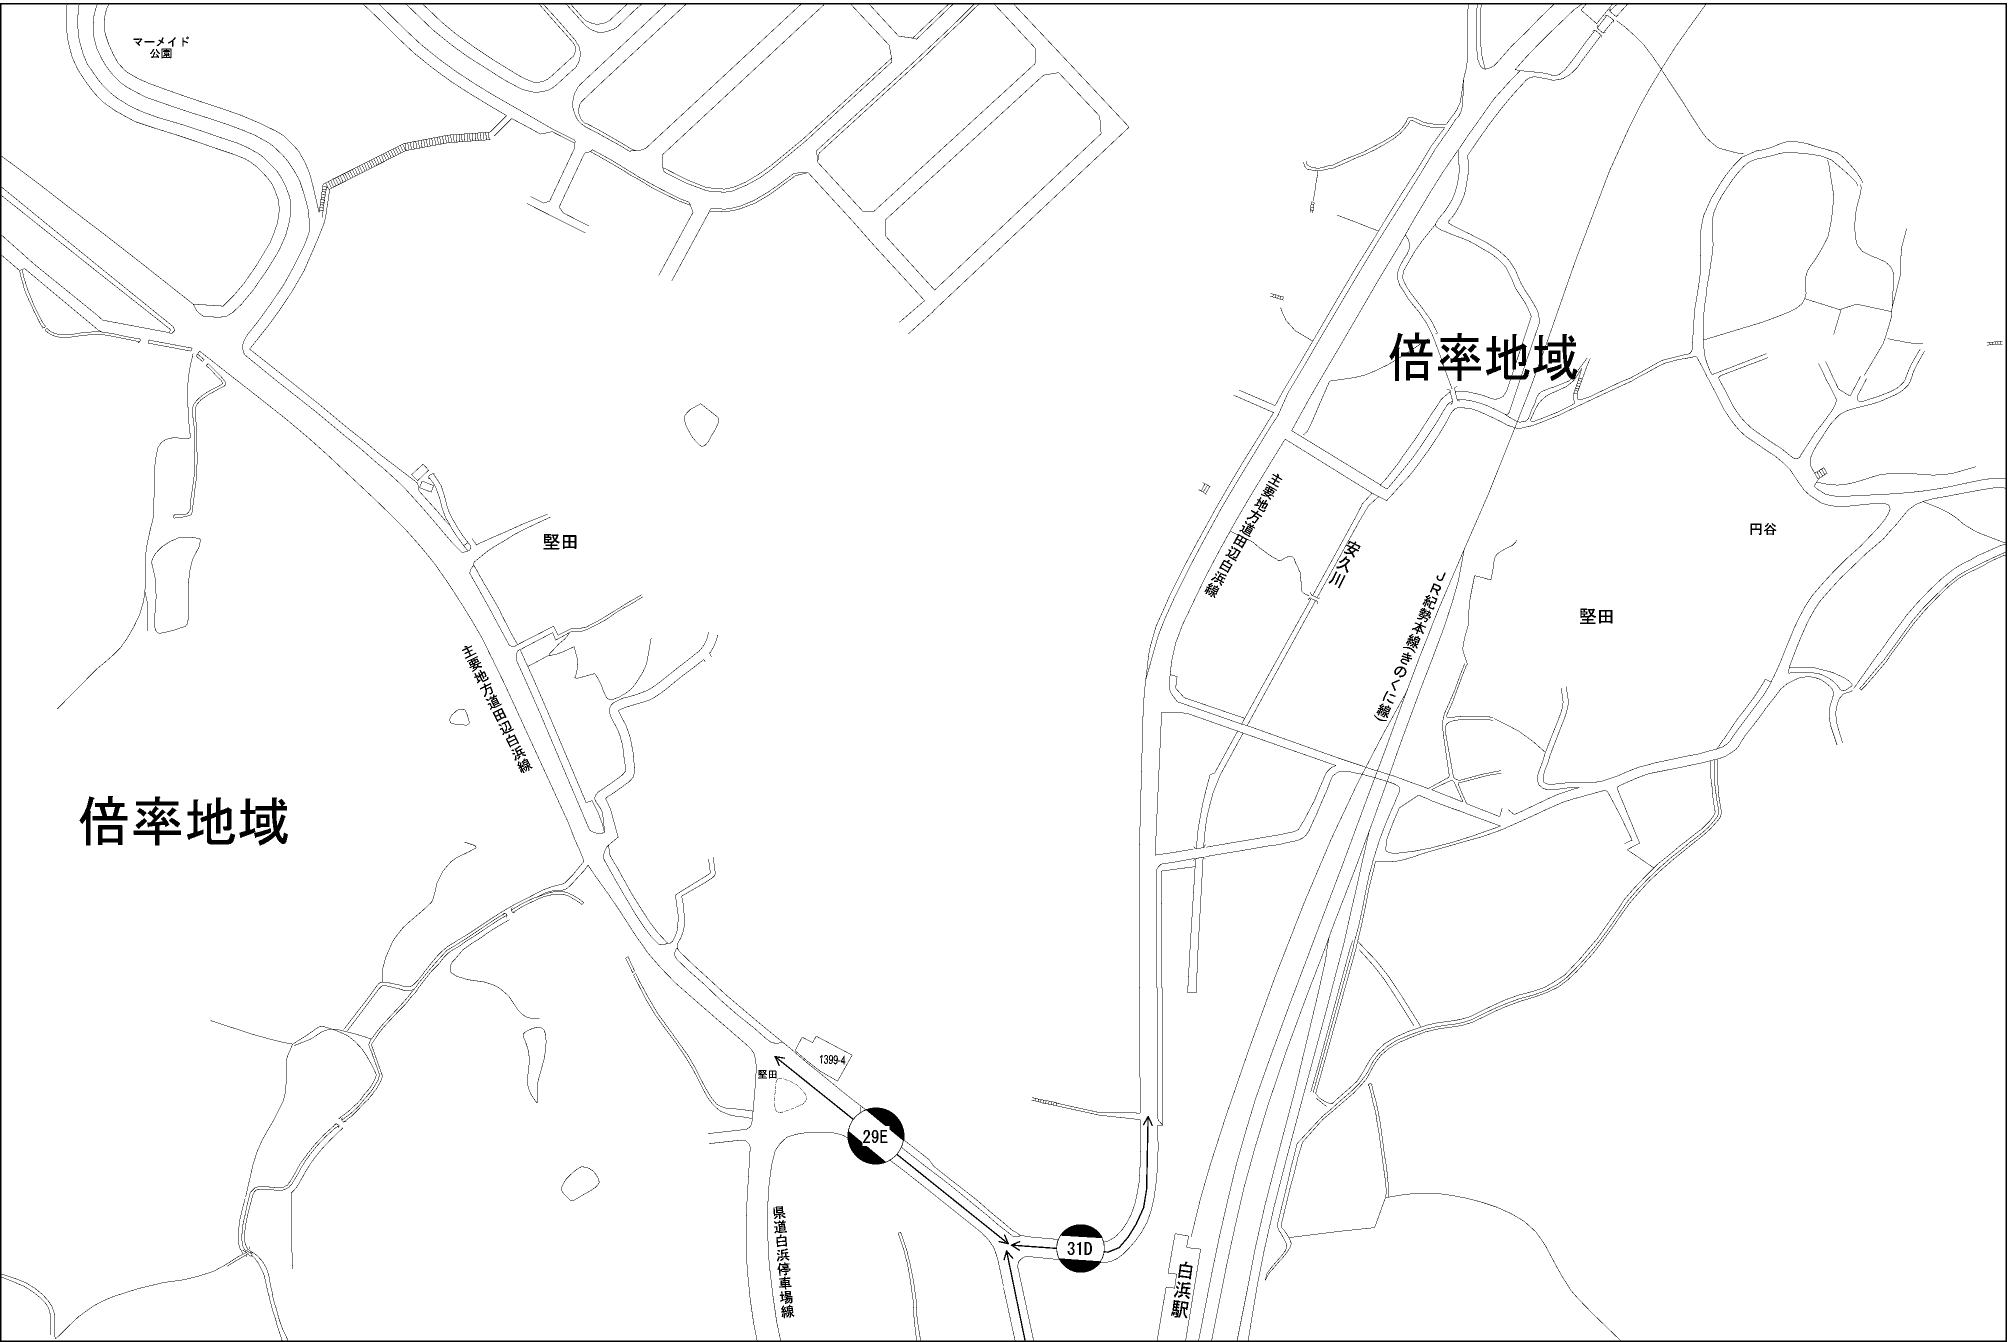 マーメイド
公園
倍率地域
主要地方道田辺白浜線
安久川
JR紀勢本線(きのくに線)
円谷
堅田
堅田
主要地方道田辺白浜線
倍率地域
1399-4
堅田
29E
31D
県道白浜停車場線
白浜駅